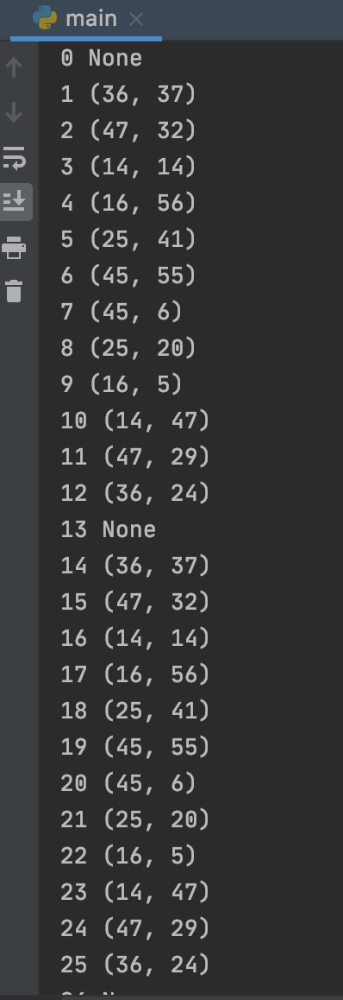 main
0 None
1 (36, 37)
2 (47, 32)
3 (14, 14)
4 (16, 56)
5 (25, 41)
6 (45, 55)
7 (45, 6)
8 (25, 20)
9 (16, 5)
10 (14, 47)
11 (47, 29)
12 (36, 24)
13 None
14 (36, 37)
15 (47, 32)
16 (14, 14)
17 (16, 56)
18 (25, 41)
19 (45, 55)
20 (45, 6)
21 (25, 20)
22 (16, 5)
23 (14, 47)
24 (47, 29)
25 (36, 24)